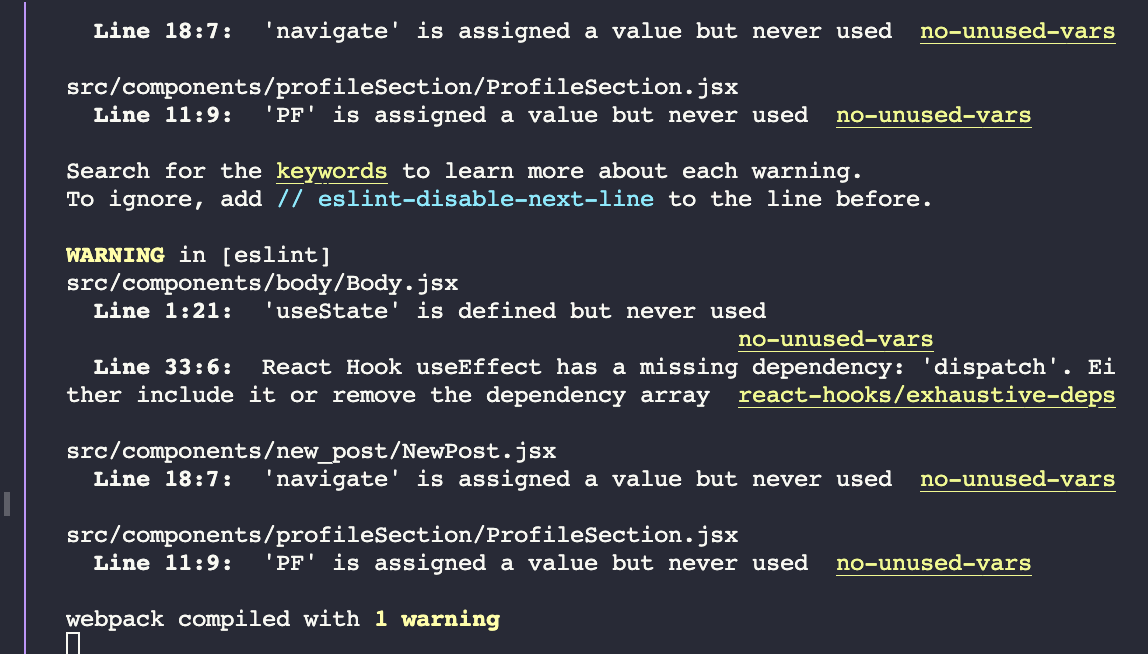 Line 18:7:  'navigate' is assigned a value but never used  no-unused-vars
src/components/profileSection/ProfileSection.jsx
Line 11:9:  'PF' is assigned a value but never used  no-unused-vars
Search for the keywords to learn more about each warning.
To ignore, add // eslint-disable-next-line to the line before.
WARNING in [eslint]
src/components/body/Body.jsx
Line 1:21:  'useState' is defined but never used
no-unused-vars
Line 33:6:  React Hook useEffect has a missing dependency: 'dispatch'. Ei
ther include it or remove the dependency array  react-hooks/exhaustive-deps
src/components/new_post/NewPost.jsx
Line 18:7:  'navigate' is assigned a value but never used  no-unused-vars
src/components/profileSection/ProfileSection.jsx
Line 11:9:  'PF' is assigned a value but never used  no-unused-vars
webpack compiled with 1 warning